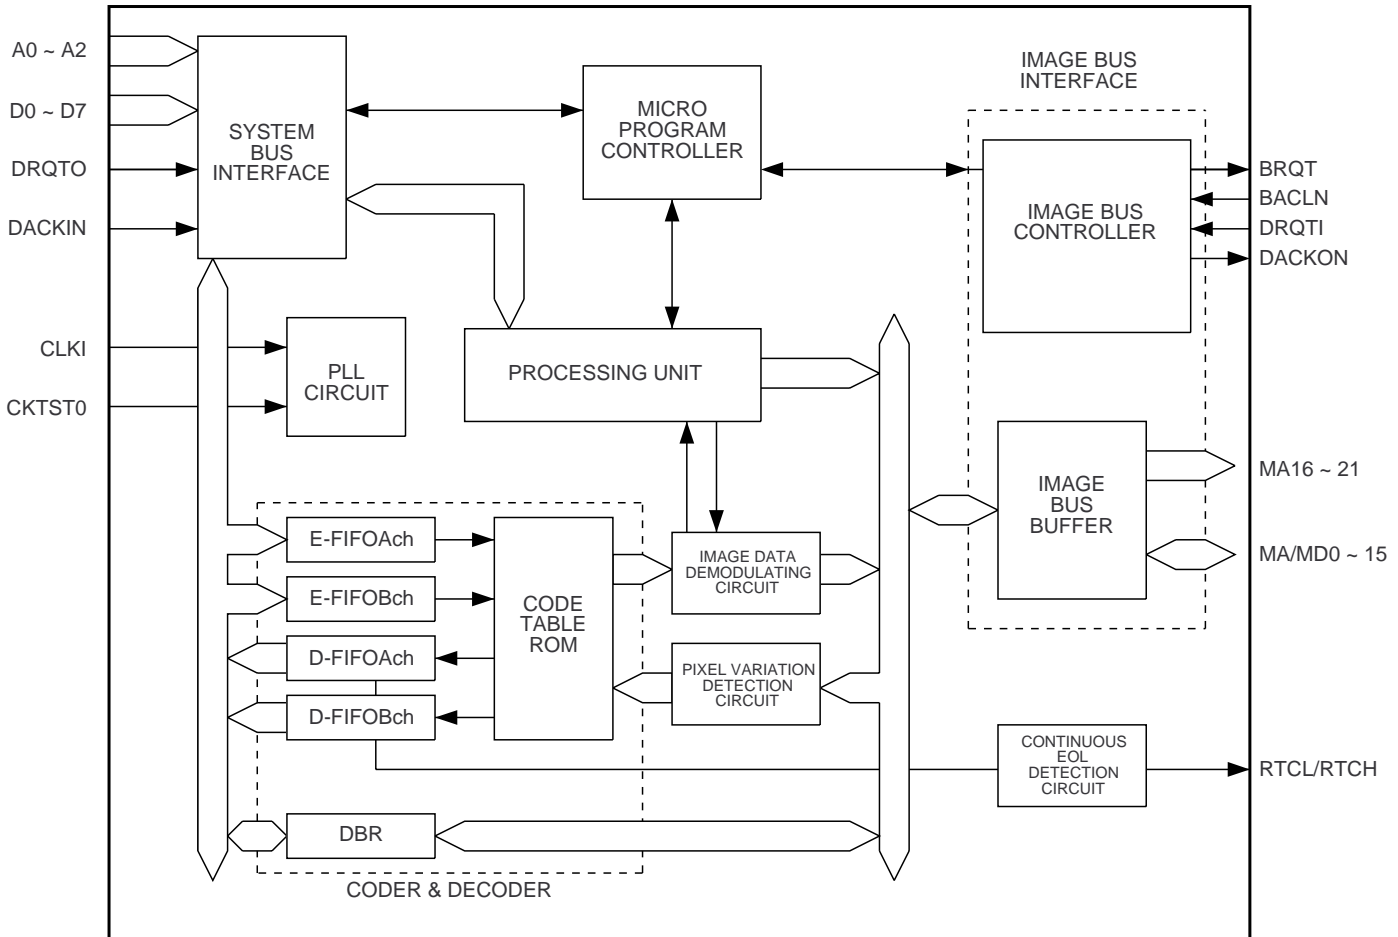 A0 ~ A2
D0 ~ D7
DRQTO
DACKIN
CLKI
CKTST0
SYSTEM
BUS
INTERFACE
MICRO
PROGRAM
CONTROLLER
IMAGE BUS
INTERFACE
IMAGE BUS
CONTROLLER
BRQT
BACLN
DRQTI
DACKON
PLL
CIRCUIT
PROCESSING UNIT
IMAGE
BUS
BUFFER
MA16 ~ 21
MA/MD0 ~ 15
E-FIFOAch
E-FIFOBch
D-FIFOAch
D-FIFOBch
CODE
TABLE
ROM
IMAGE DATA
DEMODULATING
CIRCUIT
PIXEL VARIATION
DETECTION
CIRCUIT
CONTINUOUS
EOL
DETECTION
CIRCUIT
RTCL/RTCH
DBR
CODER & DECODER